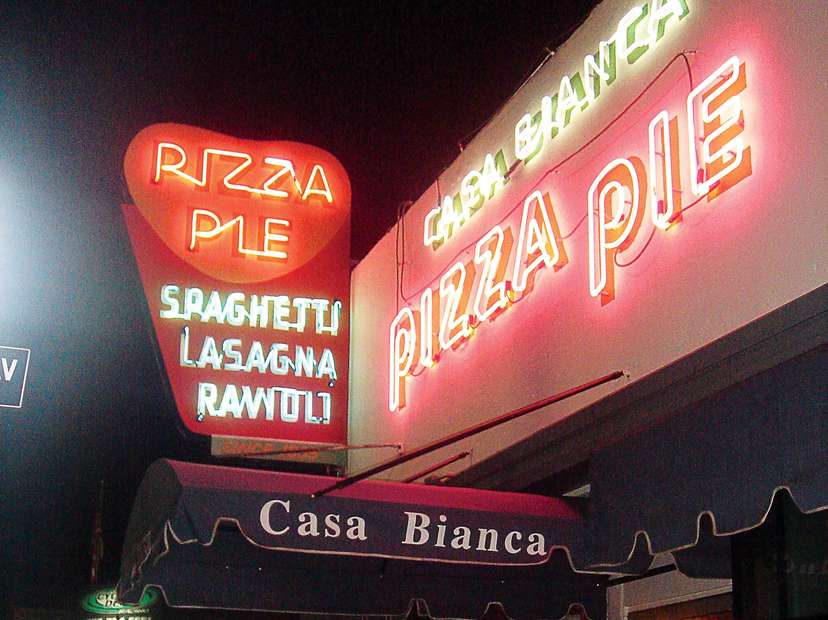 PIZZA
PIE
SPAGHETTI
LASAGNA
RAVIOLI
CASA BIANCA
PIZZA PIE
Casa Bianca